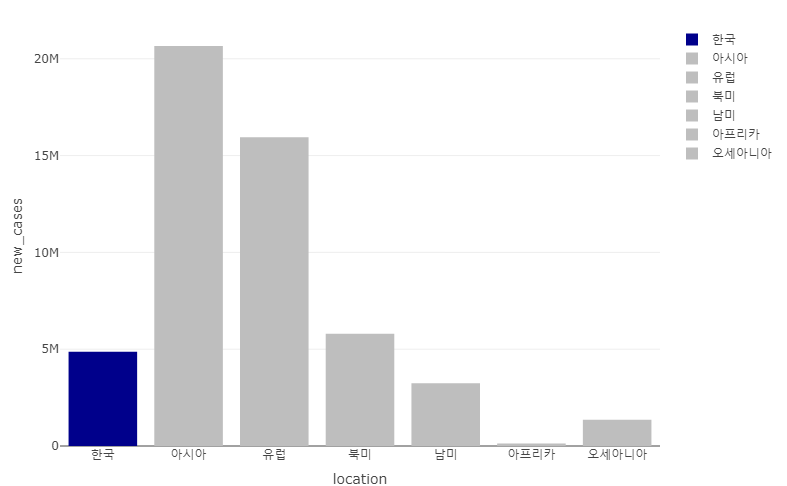 new_cases
20M
15M
10M
5M
0
한국 아시아 유럽 북미 남미 아프리카 오세아니아
location
한국
아시아
유럽
북미
남미
아프리카
오세아니아